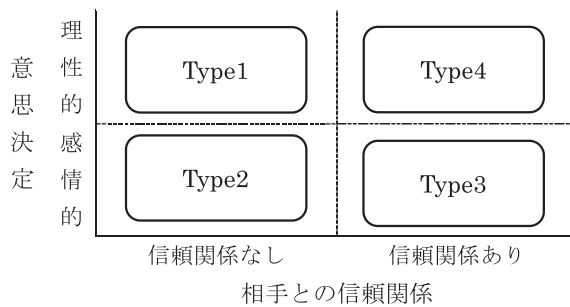 意思決定
理性的
感情的
Type1
Type4
Type2
Type3
信頼関係なし
信頼関係あり
相手との信頼関係